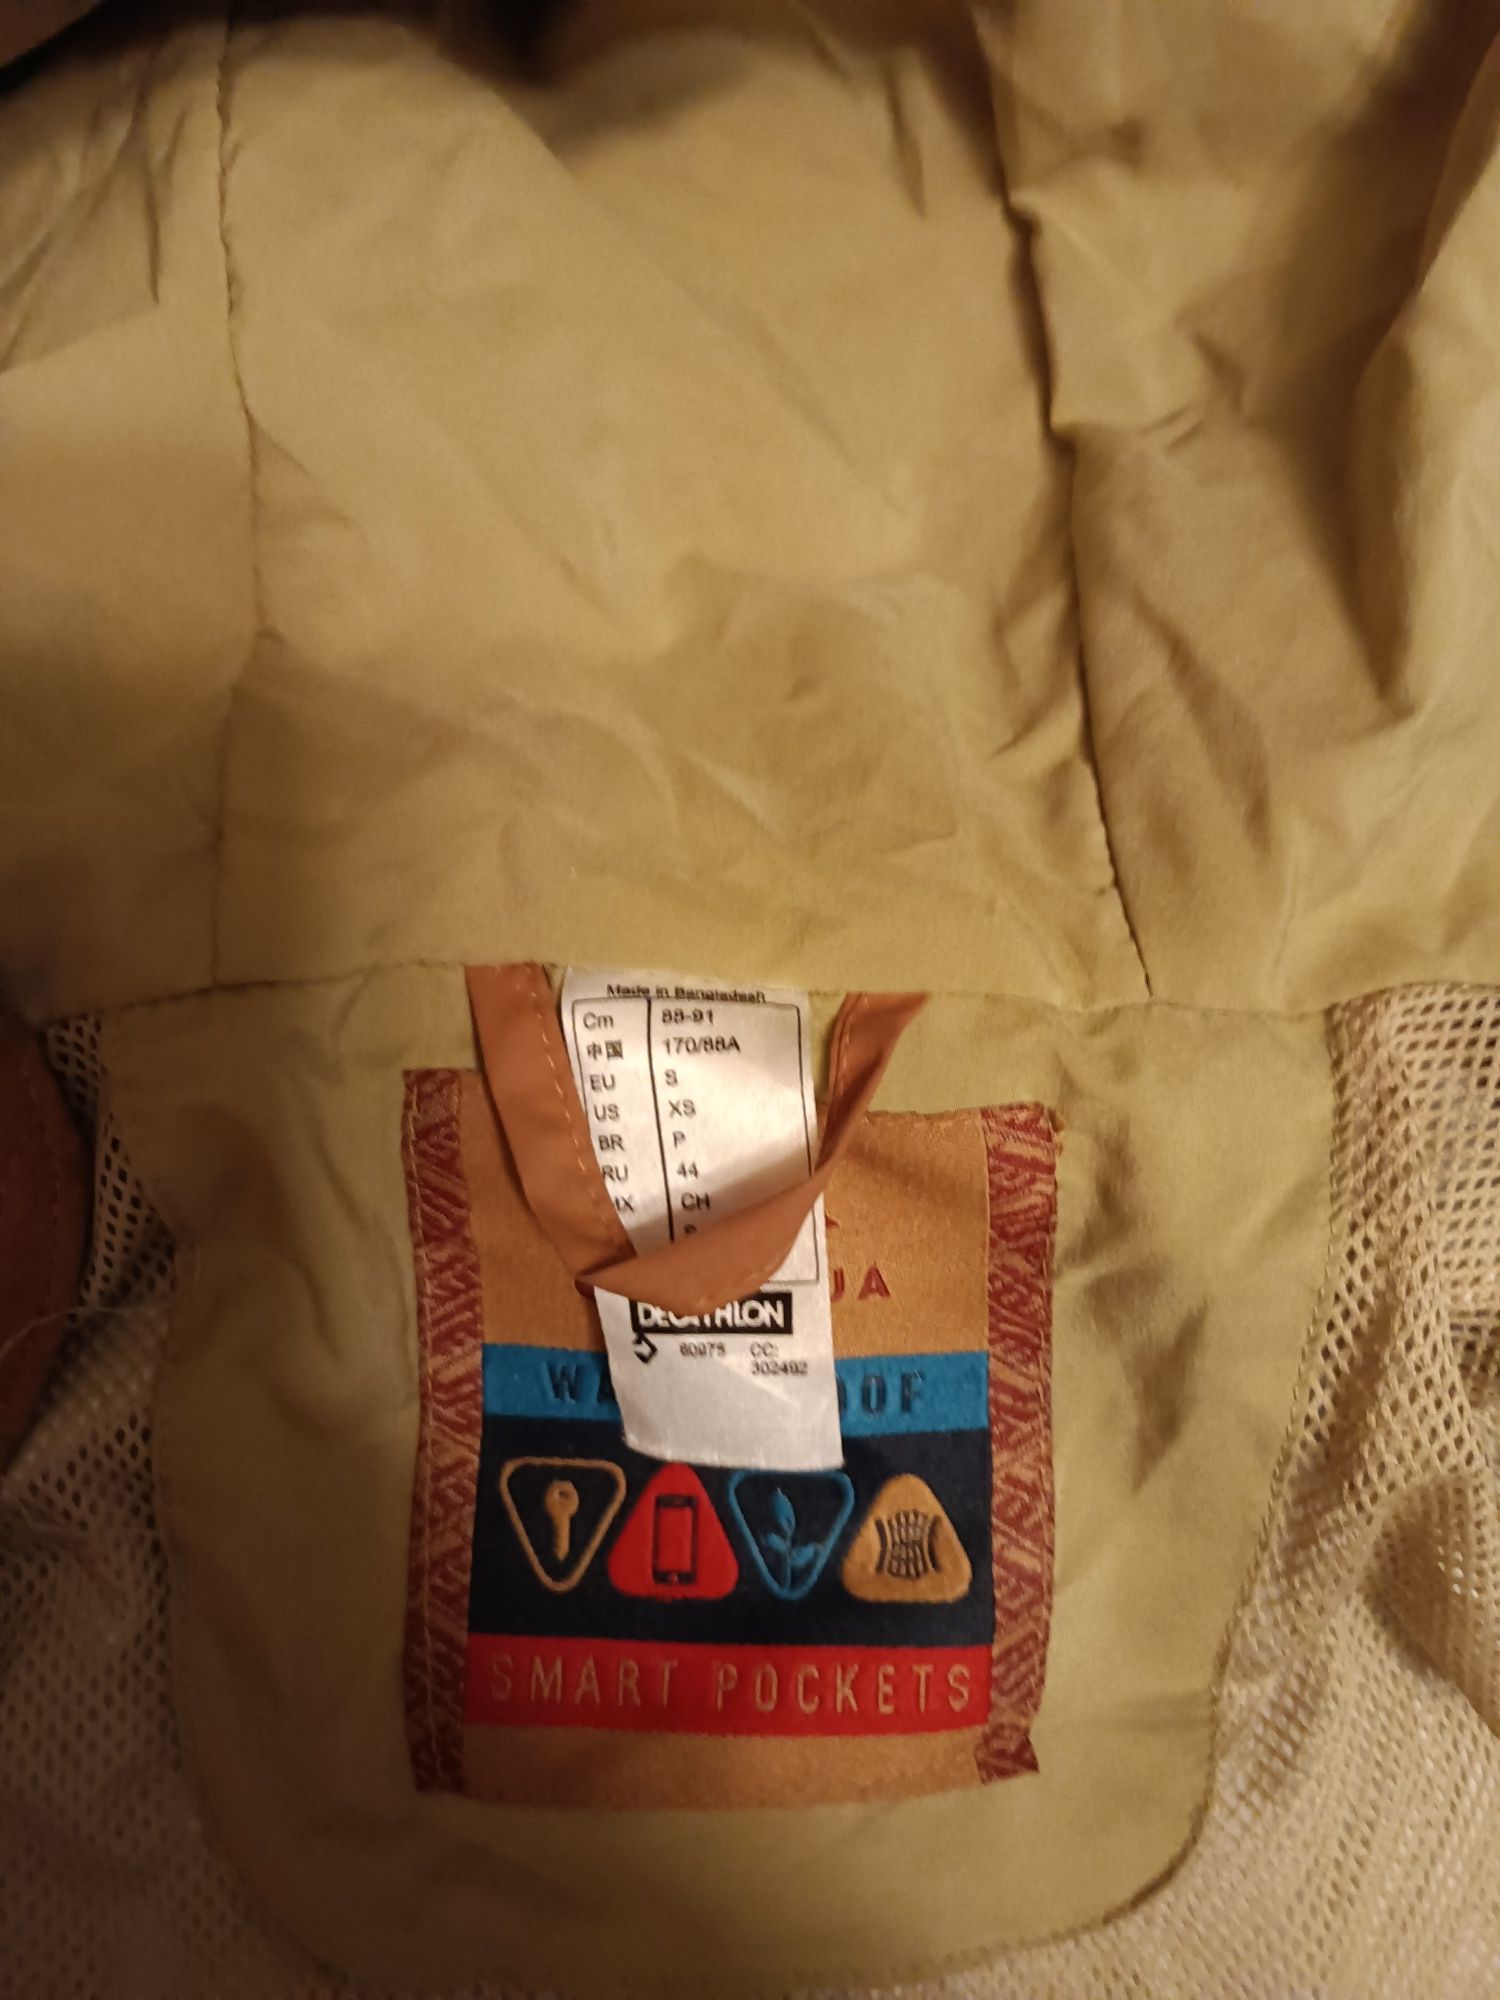 Made in Bangladesh
Cm 88-91
中国 170/88A
EU S
US XS
BR P
RU 44
CH
UA
DECATHLON
CC:
302492
SMART POCKETS